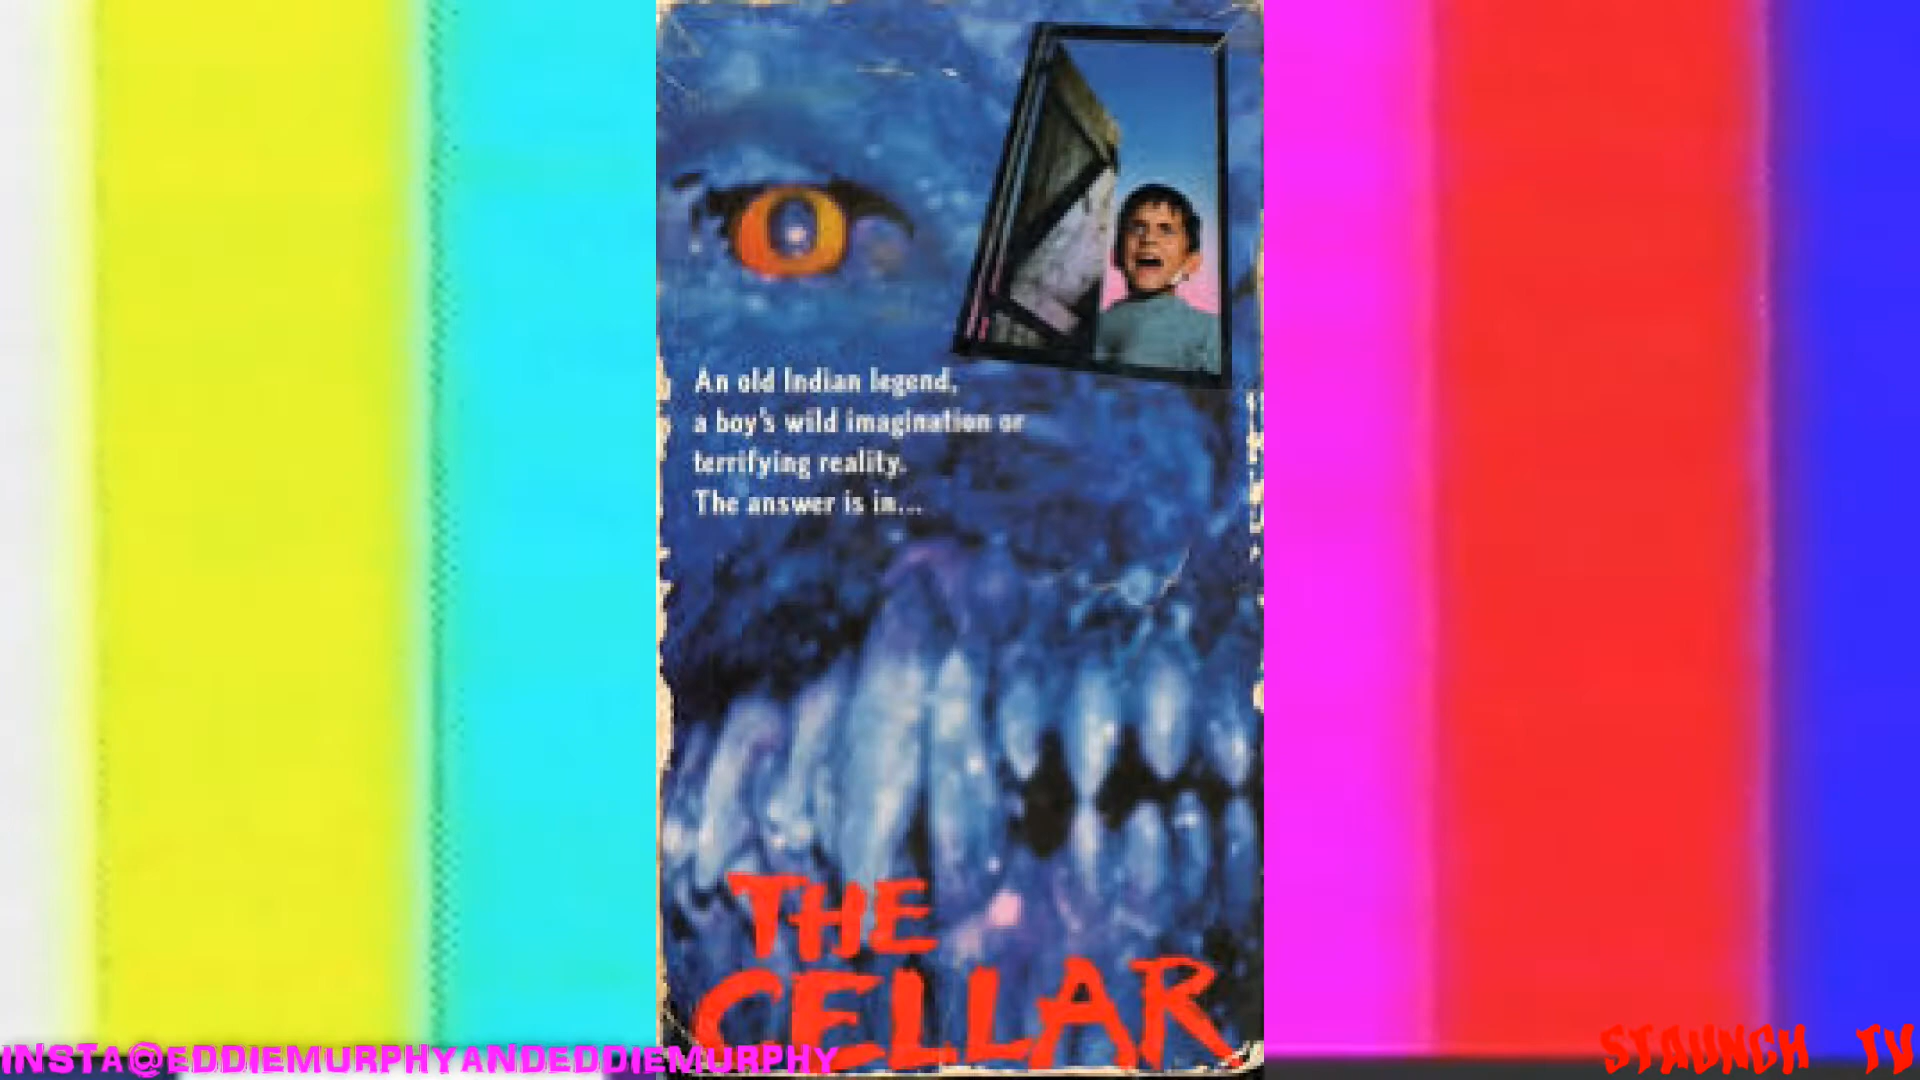 An old Indian legend,
a boy's wild imagination or
terrifying reality.
The answer is in...
THE
CELLAR
INSTA@EDDIEMURPHYANDEDDIEMURPHY
STAUNCH TV